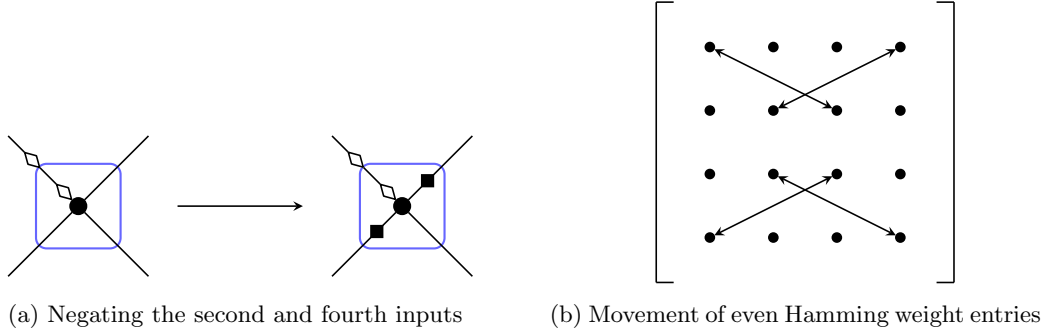 (a) Negating the second and fourth inputs
(b) Movement of even Hamming weight entries